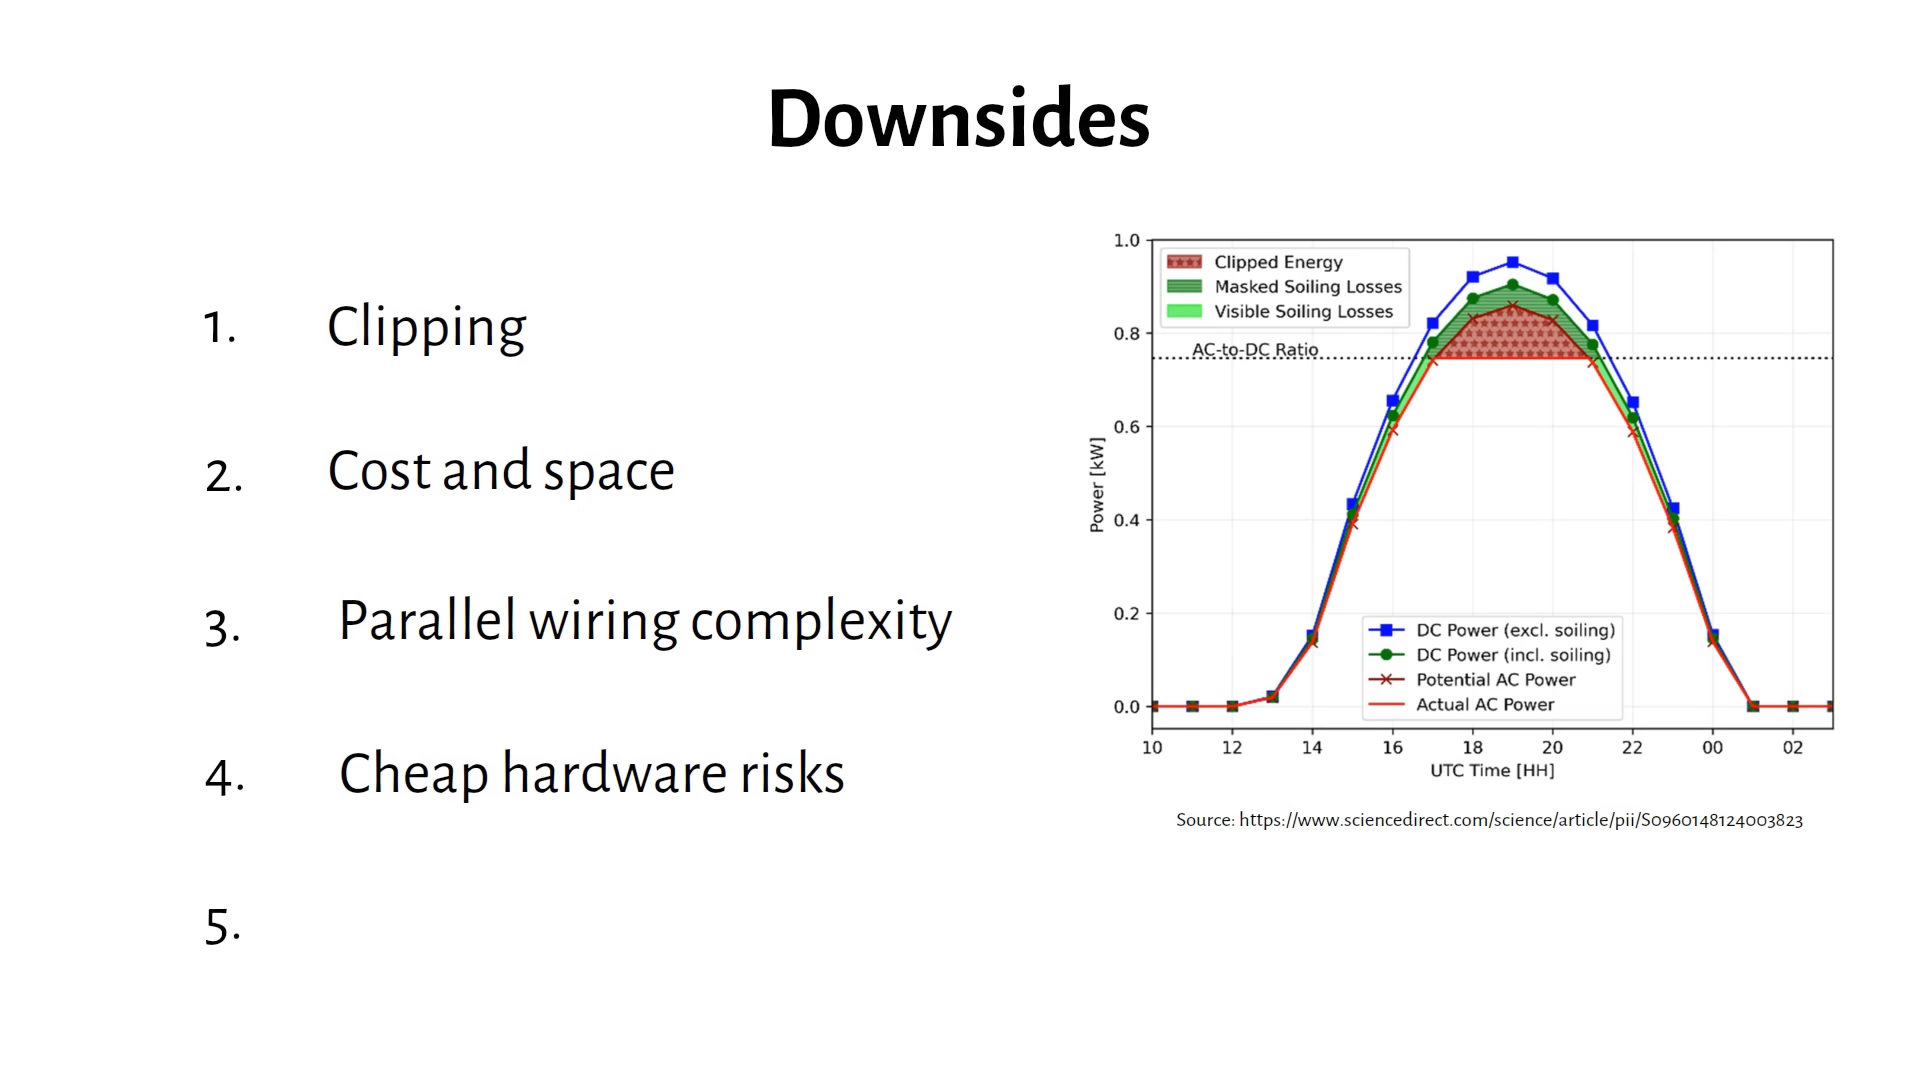 Downsides
1. Clipping
2. Cost and space
3. Parallel wiring complexity
4. Cheap hardware risks
5.
1.0
0.8
0.6
0.4
0.2
0.0
Power [kW]
Clipped Energy
Masked Soiling Losses
Visible Soiling Losses
AC-to-DC Ratio
DC Power (excl. soiling)
DC Power (incl. soiling)
Potential AC Power
Actual AC Power
10 12 14 16 18 20 22 00 02
UTC Time [HH]
Source: https://www.sciencedirect.com/science/article/pii/S0960148124003823